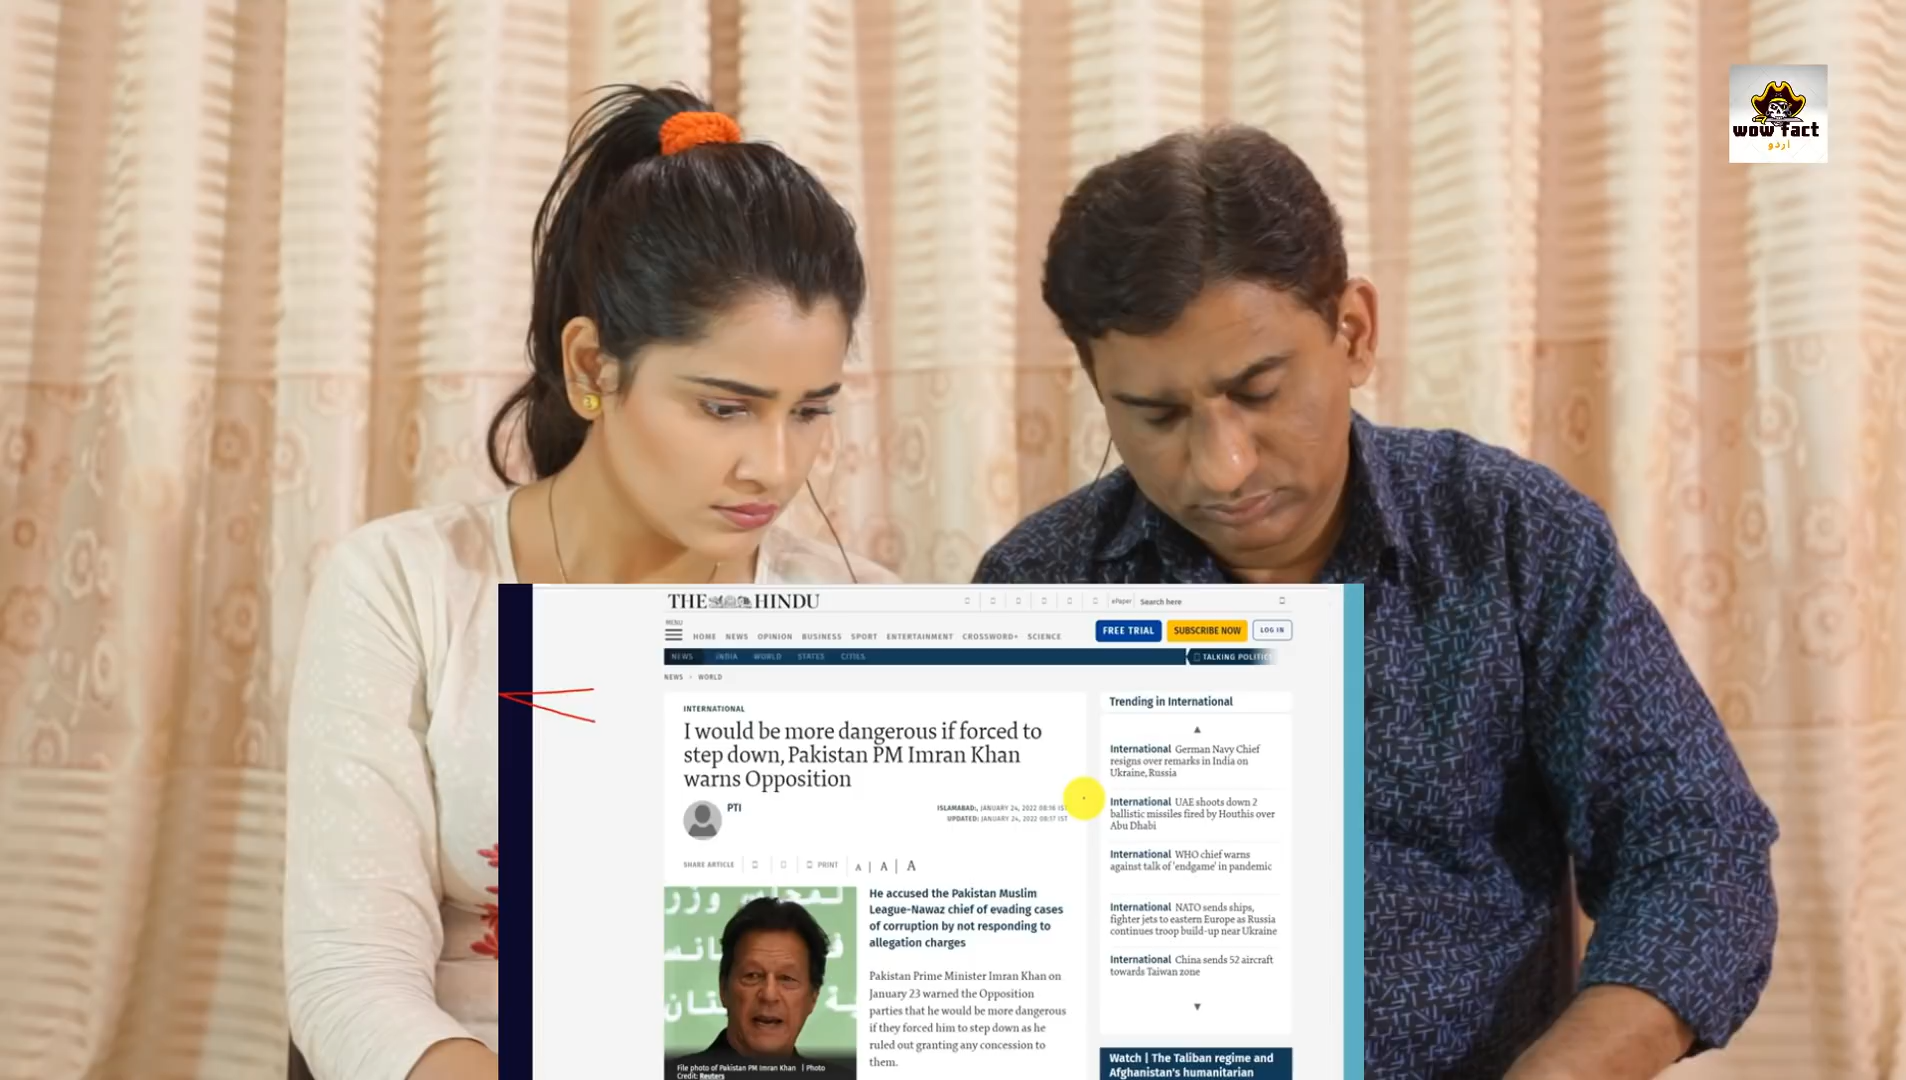 wow fact
اردو
THE HINDU
ePaper
Search here
MENU
HOME NEWS OPINION BUSINESS SPORT ENTERTAINMENT CROSSWORD+ SCIENCE
FREE TRIAL
SUBSCRIBE NOW
LOG IN
NEWS INDIA WORLD STATES CITIES
TALKING POLITIC
NEWS › WORLD
INTERNATIONAL
I would be more dangerous if forced to
step down, Pakistan PM Imran Khan
warns Opposition
PTI
ISLAMABAD:, JANUARY 24, 2022 08:16 IST
UPDATED: JANUARY 24, 2022 08:17 IST
SHARE ARTICLE
PRINT
A | A | A
He accused the Pakistan Muslim
League-Nawaz chief of evading cases
of corruption by not responding to
allegation charges
Pakistan Prime Minister Imran Khan on
January 23 warned the Opposition
parties that he would be more dangerous
if they forced him to step down as he
ruled out granting any concession to
them.
File photo of Pakistan PM Imran Khan | Photo
Credit: Reuters
Trending in International
International German Navy Chief
resigns over remarks in India on
Ukraine, Russia
International UAE shoots down 2
ballistic missiles fired by Houthis over
Abu Dhabi
International WHO chief warns
against talk of 'endgame' in pandemic
International NATO sends ships,
fighter jets to eastern Europe as Russia
continues troop build-up near Ukraine
International China sends 52 aircraft
towards Taiwan zone
Watch | The Taliban regime and
Afghanistan's humanitarian